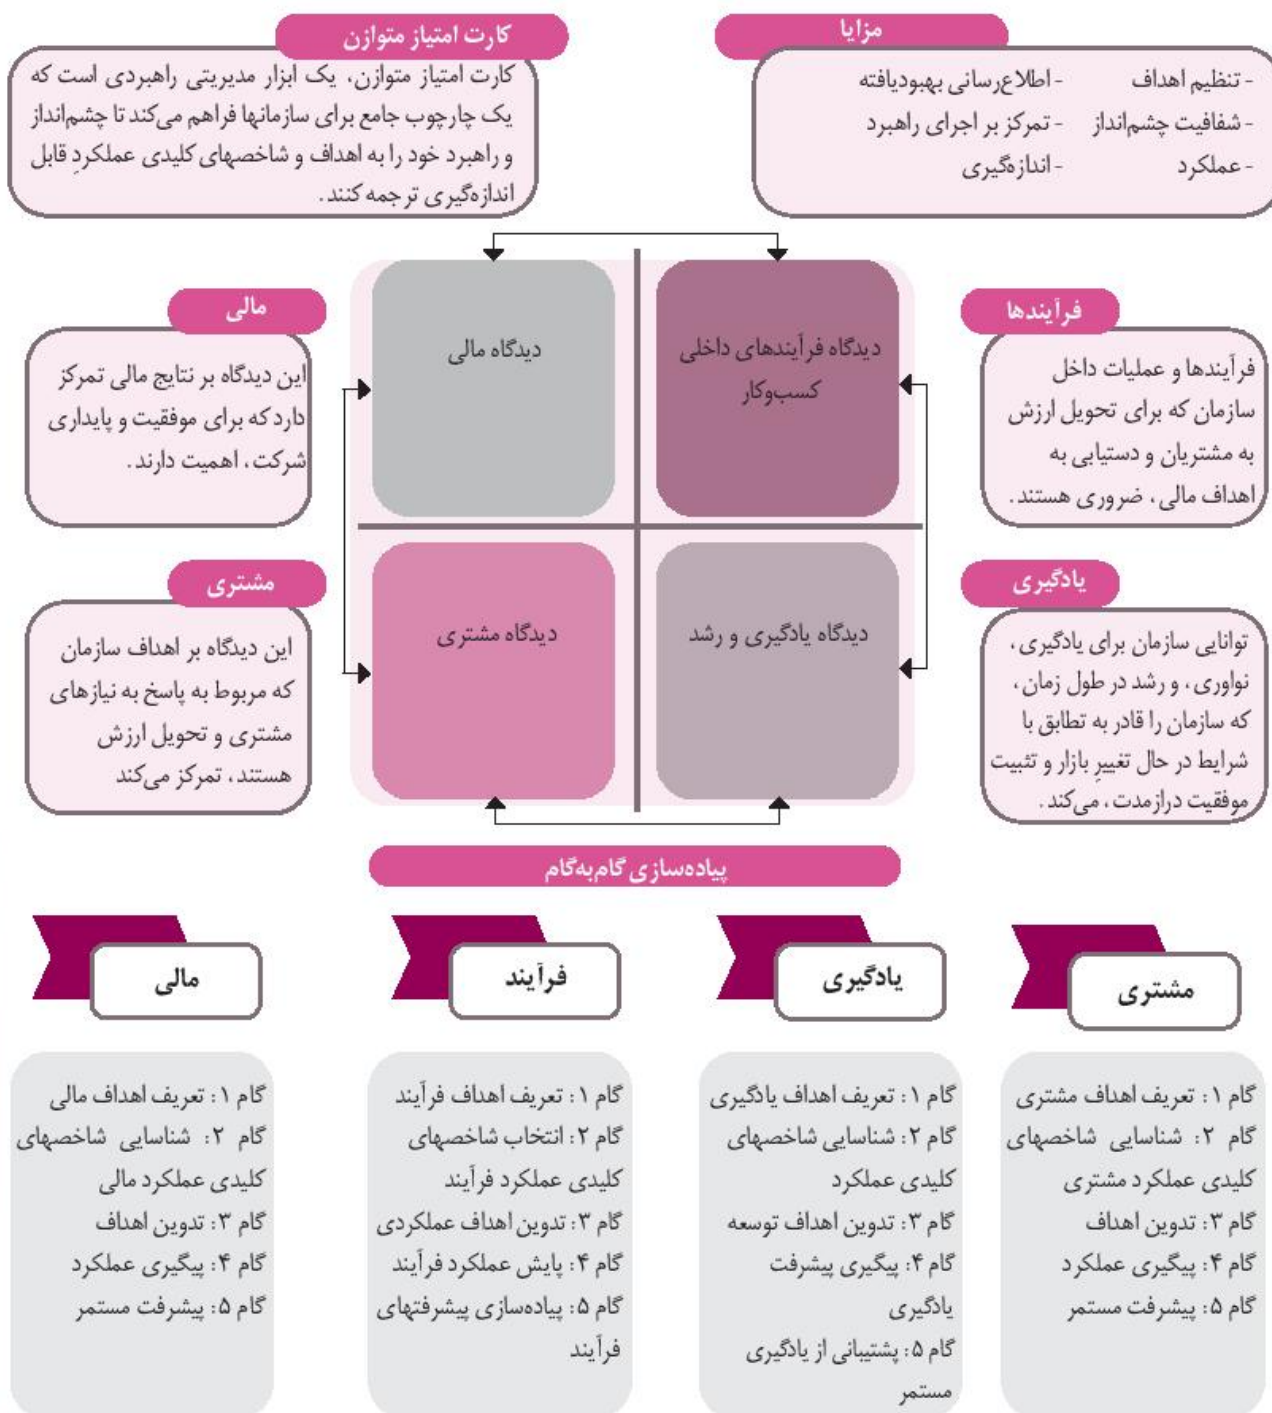 مزایا
- تنظیم اهداف - اطلاع‌رسانی بهبودیافته
- شفافیت چشم‌انداز - تمرکز بر اجرای راهبرد
- عملکرد - اندازه‌گیری
کارت امتیاز متوازن
کارت امتیاز متوازن، یک ابزار مدیریتی راهبردی است که
یک چارچوب جامع برای سازمانها فراهم می‌کند تا چشم‌انداز
و راهبرد خود را به اهداف و شاخصهای کلیدی عملکردِ قابل
اندازه‌گیری ترجمه کنند.
فرآیندها
فرآیندها و عملیات داخل
سازمان که برای تحویل ارزش
به مشتریان و دستیابی به
اهداف مالی، ضروری هستند.
دیدگاه فرآیندهای داخلی
کسب‌وکار
دیدگاه مالی
مالی
این دیدگاه بر نتایج مالی تمرکز
دارد که برای موفقیت و پایداری
شرکت، اهمیت دارند.
یادگیری
توانایی سازمان برای یادگیری،
نواوری، و رشد در طول زمان،
که سازمان را قادر به تطابق با
شرایط در حال تغییرِ بازار و تثبیت
موفقیت درازمدت، می‌کند.
دیدگاه یادگیری و رشد
دیدگاه مشتری
مشتری
این دیدگاه بر اهداف سازمان
که مربوط به پاسخ به نیازهای
مشتری و تحویل ارزش
هستند، تمرکز می‌کند
پیاده‌سازی گام‌به‌گام
مشتری
گام ۱: تعریف اهداف مشتری
گام ۲: شناسایی شاخصهای
کلیدی عملکرد مشتری
گام ۳: تدوین اهداف
گام ۴: پیگیری عملکرد
گام ۵: پیشرفت مستمر
یادگیری
گام ۱: تعریف اهداف یادگیری
گام ۲: شناسایی شاخصهای
کلیدی عملکرد
گام ۳: تدوین اهداف توسعه
گام ۴: پیگیری پیشرفت
یادگیری
گام ۵: پشتیبانی از یادگیری
مستمر
فرآیند
گام ۱: تعریف اهداف فرآیند
گام ۲: انتخاب شاخصهای
کلیدی عملکرد فرآیند
گام ۳: تدوین اهداف عملکردی
گام ۴: پایش عملکرد فرآیند
گام ۵: پیاده‌سازی پیشرفتهای
فرآیند
مالی
گام ۱: تعریف اهداف مالی
گام ۲: شناسایی شاخصهای
کلیدی عملکرد مالی
گام ۳: تدوین اهداف
گام ۴: پیگیری عملکرد
گام ۵: پیشرفت مستمر